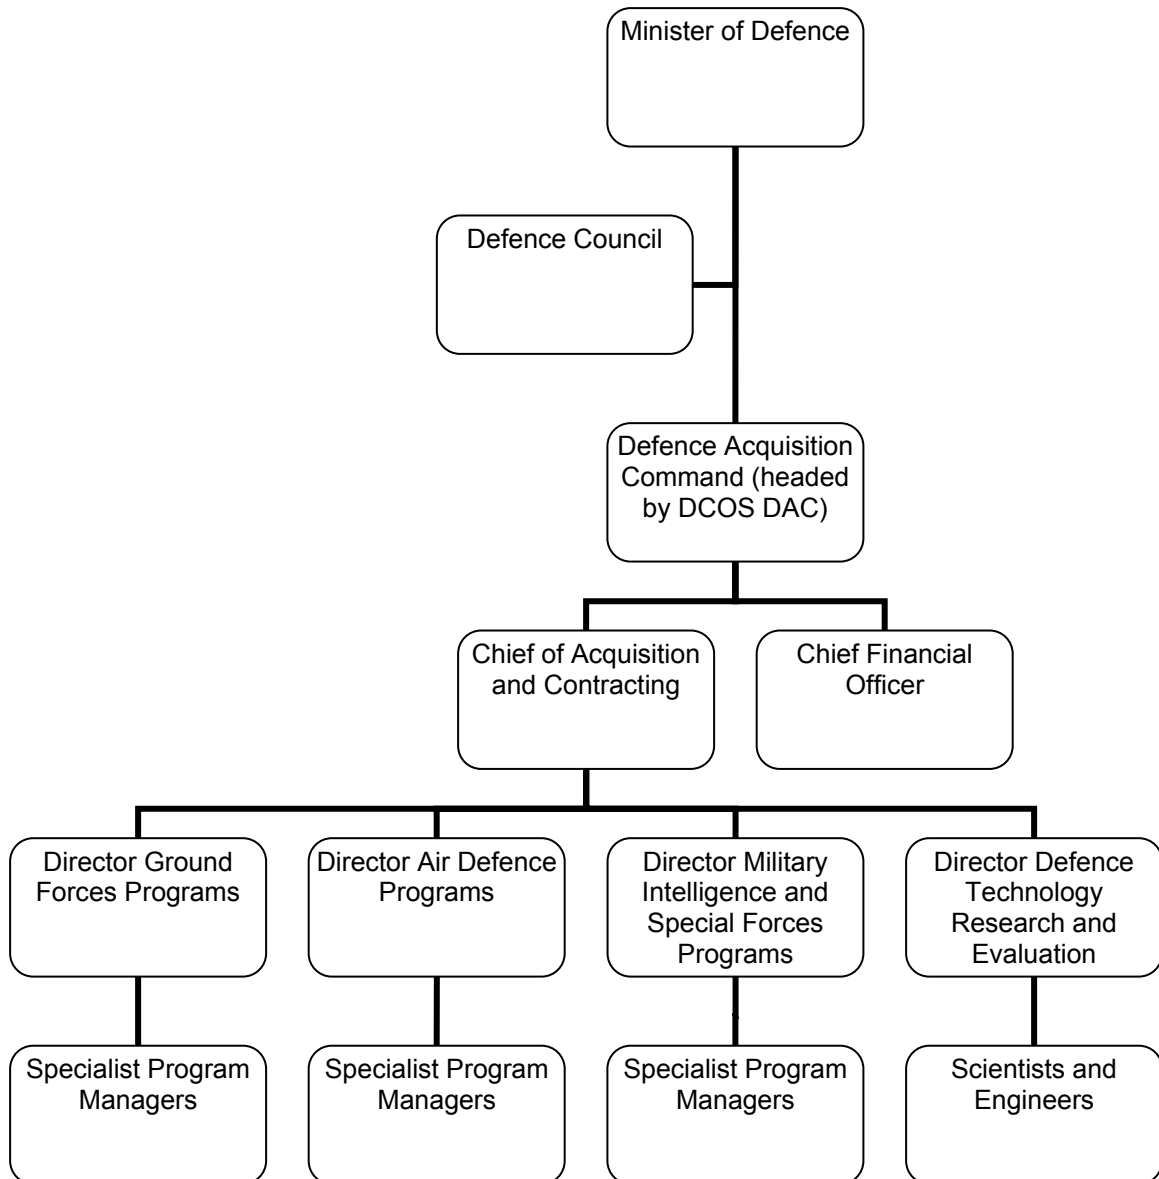 Minister of Defence
Defence Council
Defence Acquisition
Command (headed
by DCOS DAC)
Chief of Acquisition
and Contracting
Chief Financial
Officer
Director Ground
Forces Programs
Director Air Defence
Programs
Director Military
Intelligence and
Special Forces
Programs
Director Defence
Technology
Research and
Evaluation
Specialist Program
Managers
Specialist Program
Managers
Specialist Program
Managers
Scientists and
Engineers